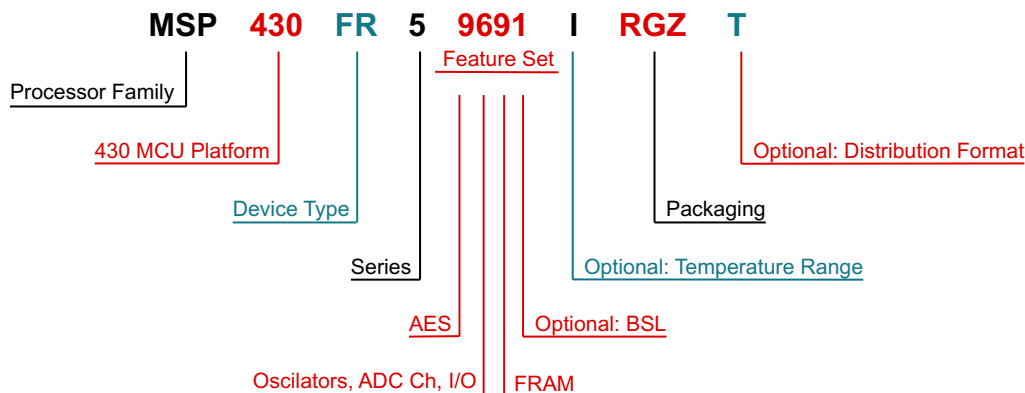 MSP 430 FR 5 9691 I RGZ T
Feature Set
Processor Family
430 MCU Platform
Optional: Distribution Format
Device Type
Packaging
Series
Optional: Temperature Range
AES
Optional: BSL
Oscilators, ADC Ch, I/O
FRAM